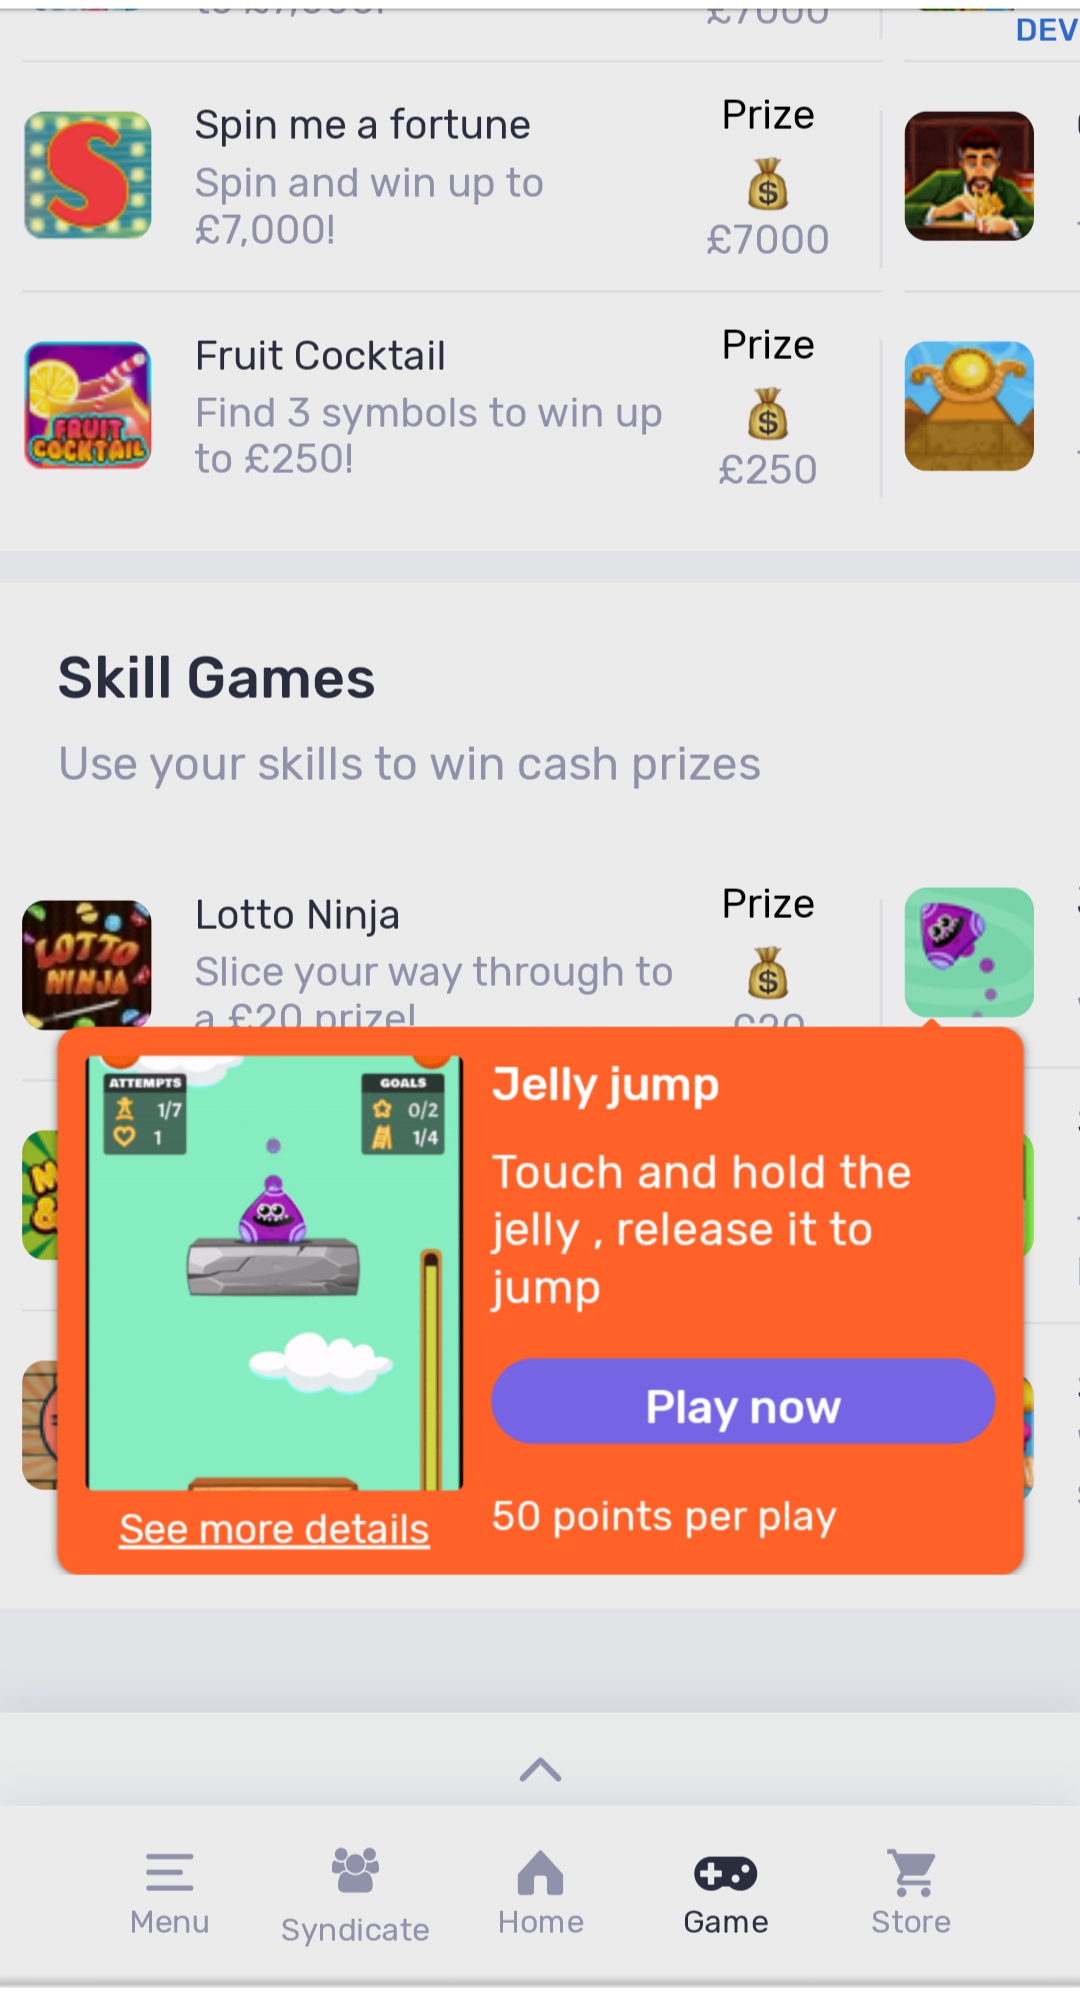 £7000
DEV
Spin me a fortune
Spin and win up to
£7,000!
Prize
£7000
Fruit Cocktail
Find 3 symbols to win up
to £250!
Prize
£250
FRUIT
COCKTAIL
Skill Games
Use your skills to win cash prizes
LOTTO
NINJA
Lotto Ninja
Slice your way through to
a £20 prize!
Prize
£20
ATTEMPTS
1/7
1
GOALS
0/2
1/4
Jelly jump
Touch and hold the
jelly , release it to
jump
Play now
See more details
50 points per play
Menu
Syndicate
Home
Game
Store